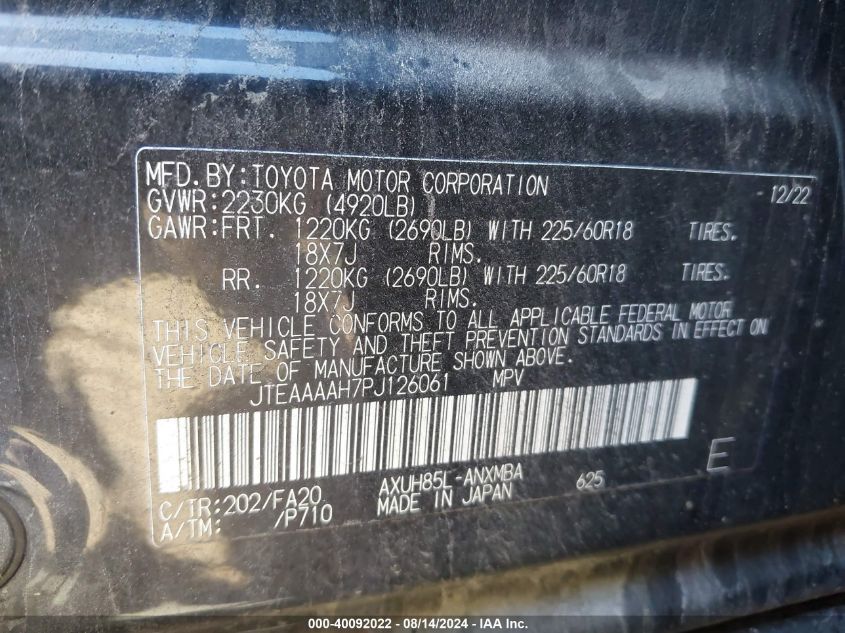 MFD.BY:TOYOTA MOTOR CORPORATION 12/22
GVWR:2230KG (4920LB)
GAWR:FRT. 1220KG (2690LB) WITH 225/60R18 TIRES.
18X7J RIMS.
RR. 1220KG (2690LB) WITH 225/60R18 TIRES.
18X7J RIMS.
THIS VEHICLE CONFORMS TO ALL APPLICABLE FEDERAL MOTOR
VEHICLE SAFETY AND THEFT PREVENTION STANDARDS IN EFFECT ON
THE DATE OF MANUFACTURE SHOWN ABOVE.
JTEAAAAH7PJ126061 MPV
E
C/TR:202/FA20 AXUH85L-ANXMBA 625
A/TM: /P710 MADE IN JAPAN
000-40092022 - 08/14/2024 - IAA Inc.